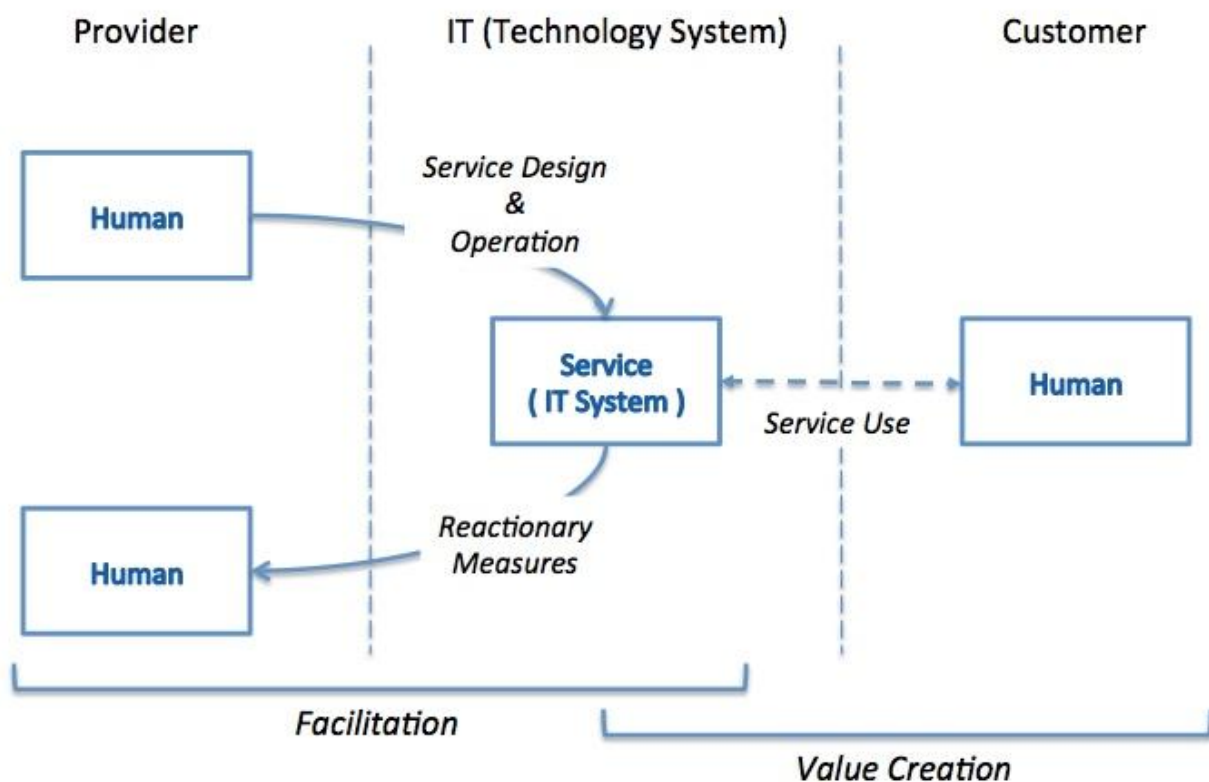 Provider
IT (Technology System)
Customer
Service Design
&
Operation
Human
Service
( IT System )
Human
Service Use
Reactionary
Measures
Human
Facilitation
Value Creation